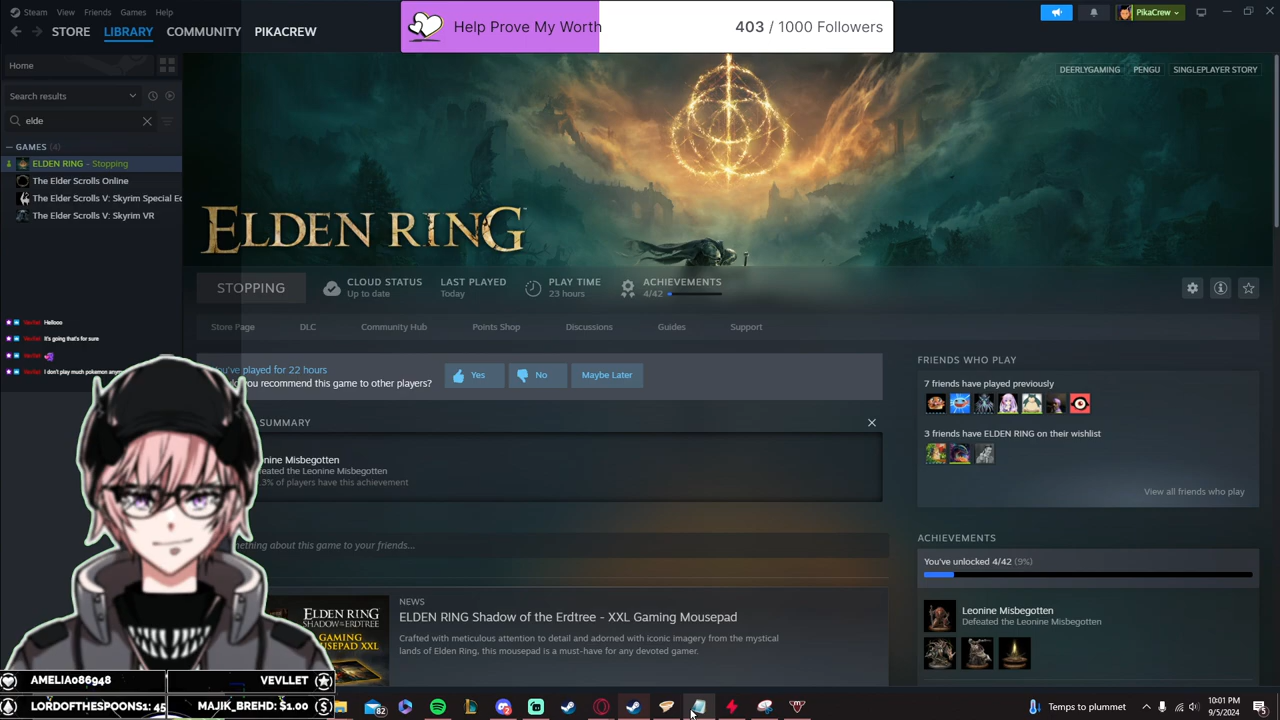 Steam View Friends Games Help
Help Prove My Worth 403 / 1000 Followers
PikaCrew
STORE LIBRARY COMMUNITY PIKACREW
Home
DEERLYGAMING PENGU SINGLEPLAYER STORY
Search results
elde
GAMES (4)
ELDEN RING - Stopping
The Elder Scrolls Online
The Elder Scrolls V: Skyrim Special Ed
The Elder Scrolls V: Skyrim VR
ELDEN RING
STOPPING
CLOUD STATUS
Up to date
LAST PLAYED
Today
PLAY TIME
23 hours
ACHIEVEMENTS
4/42
Hellooo
It's going that's for sure
I don't play much pokemon anym
Store Page DLC Community Hub Points Shop Discussions Guides Support
You've played for 22 hours
you recommend this game to other players?
Yes No Maybe Later
SUMMARY
onine Misbegotten
efeated the Leonine Misbegotten
.3% of players have this achievement
mething about this game to your friends...
NEWS
ELDEN RING Shadow of the Erdtree - XXL Gaming Mousepad
Crafted with meticulous attention to detail and adorned with iconic imagery from the mystical
lands of Elden Ring, this mousepad is a must-have for any devoted gamer.
ELDEN RING
SHADOW OF THE ERDTREE
GAMING
MOUSEPAD XXL
FRIENDS WHO PLAY
7 friends have played previously
3 friends have ELDEN RING on their wishlist
View all friends who play
ACHIEVEMENTS
You've unlocked 4/42 (9%)
Leonine Misbegotten
Defeated the Leonine Misbegotten
AMELIA086948 VEVLLET
LORDOFTHESPOONS1: 45 MAJIK_BREHD: $1.00
82
Temps to plummet
10:01 PM
9/5/2024